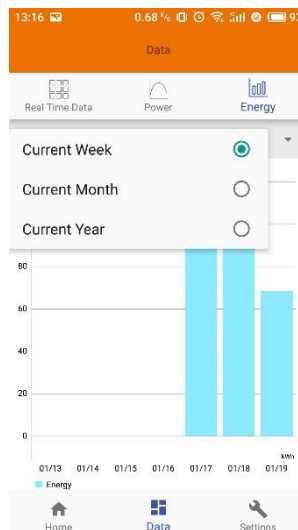 13:16 0.68 ᴷ/s 93
Data
Real Time Data Power Energy
Current Week
Current Month
Current Year
80
60
40
20
0
kWh
01/13 01/14 01/15 01/16 01/17 01/18 01/19
Energy
Home Data Settings